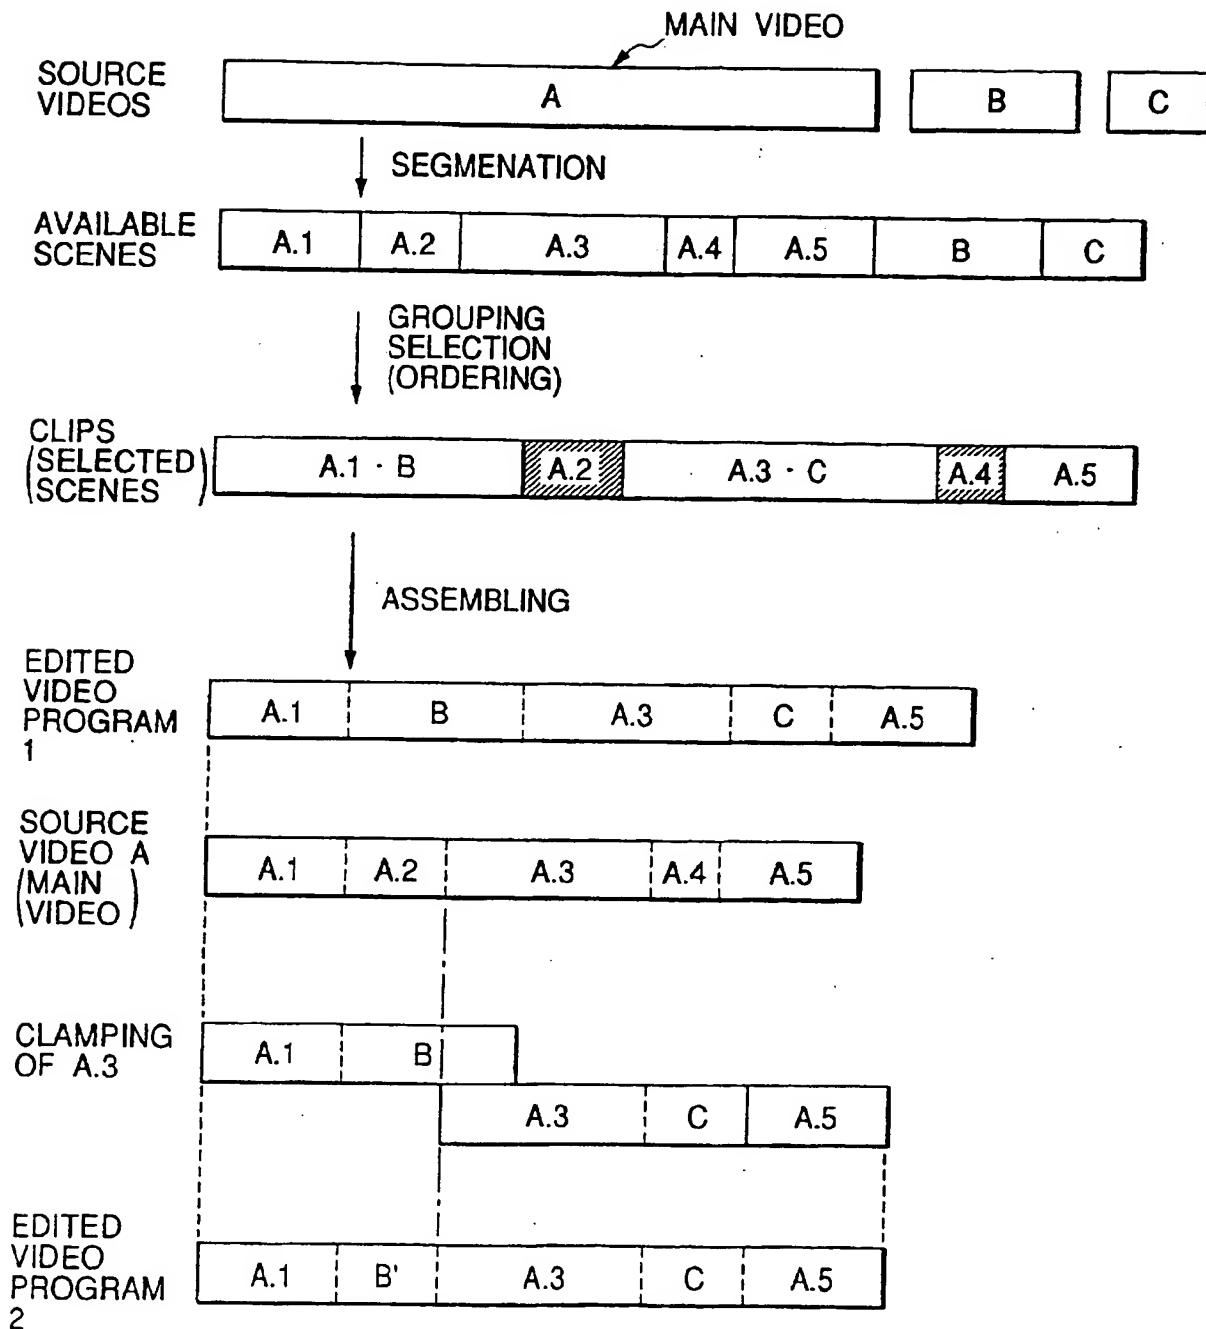 MAIN VIDEO
SOURCE
VIDEOS
A
B
C
SEGMENATION
AVAILABLE
SCENES
A.1
A.2
A.3
A.4
A.5
B
C
GROUPING
SELECTION
(ORDERING)
CLIPS
(SELECTED
SCENES)
A.1 · B
A.2
A.3 · C
A.4
A.5
ASSEMBLING
EDITED
VIDEO
PROGRAM
1
A.1
B
A.3
C
A.5
SOURCE
VIDEO A
(MAIN
VIDEO)
A.1
A.2
A.3
A.4
A.5
CLAMPING
OF A.3
A.1
B
A.3
C
A.5
EDITED
VIDEO
PROGRAM
2
A.1
B'
A.3
C
A.5